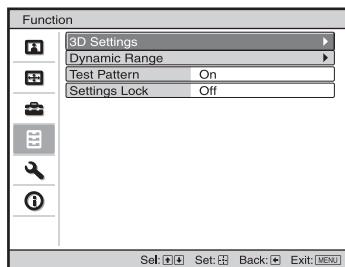 Function
3D Settings
Dynamic Range
Test Pattern On
Settings Lock Off
Sel: Set: Back: Exit: MENU